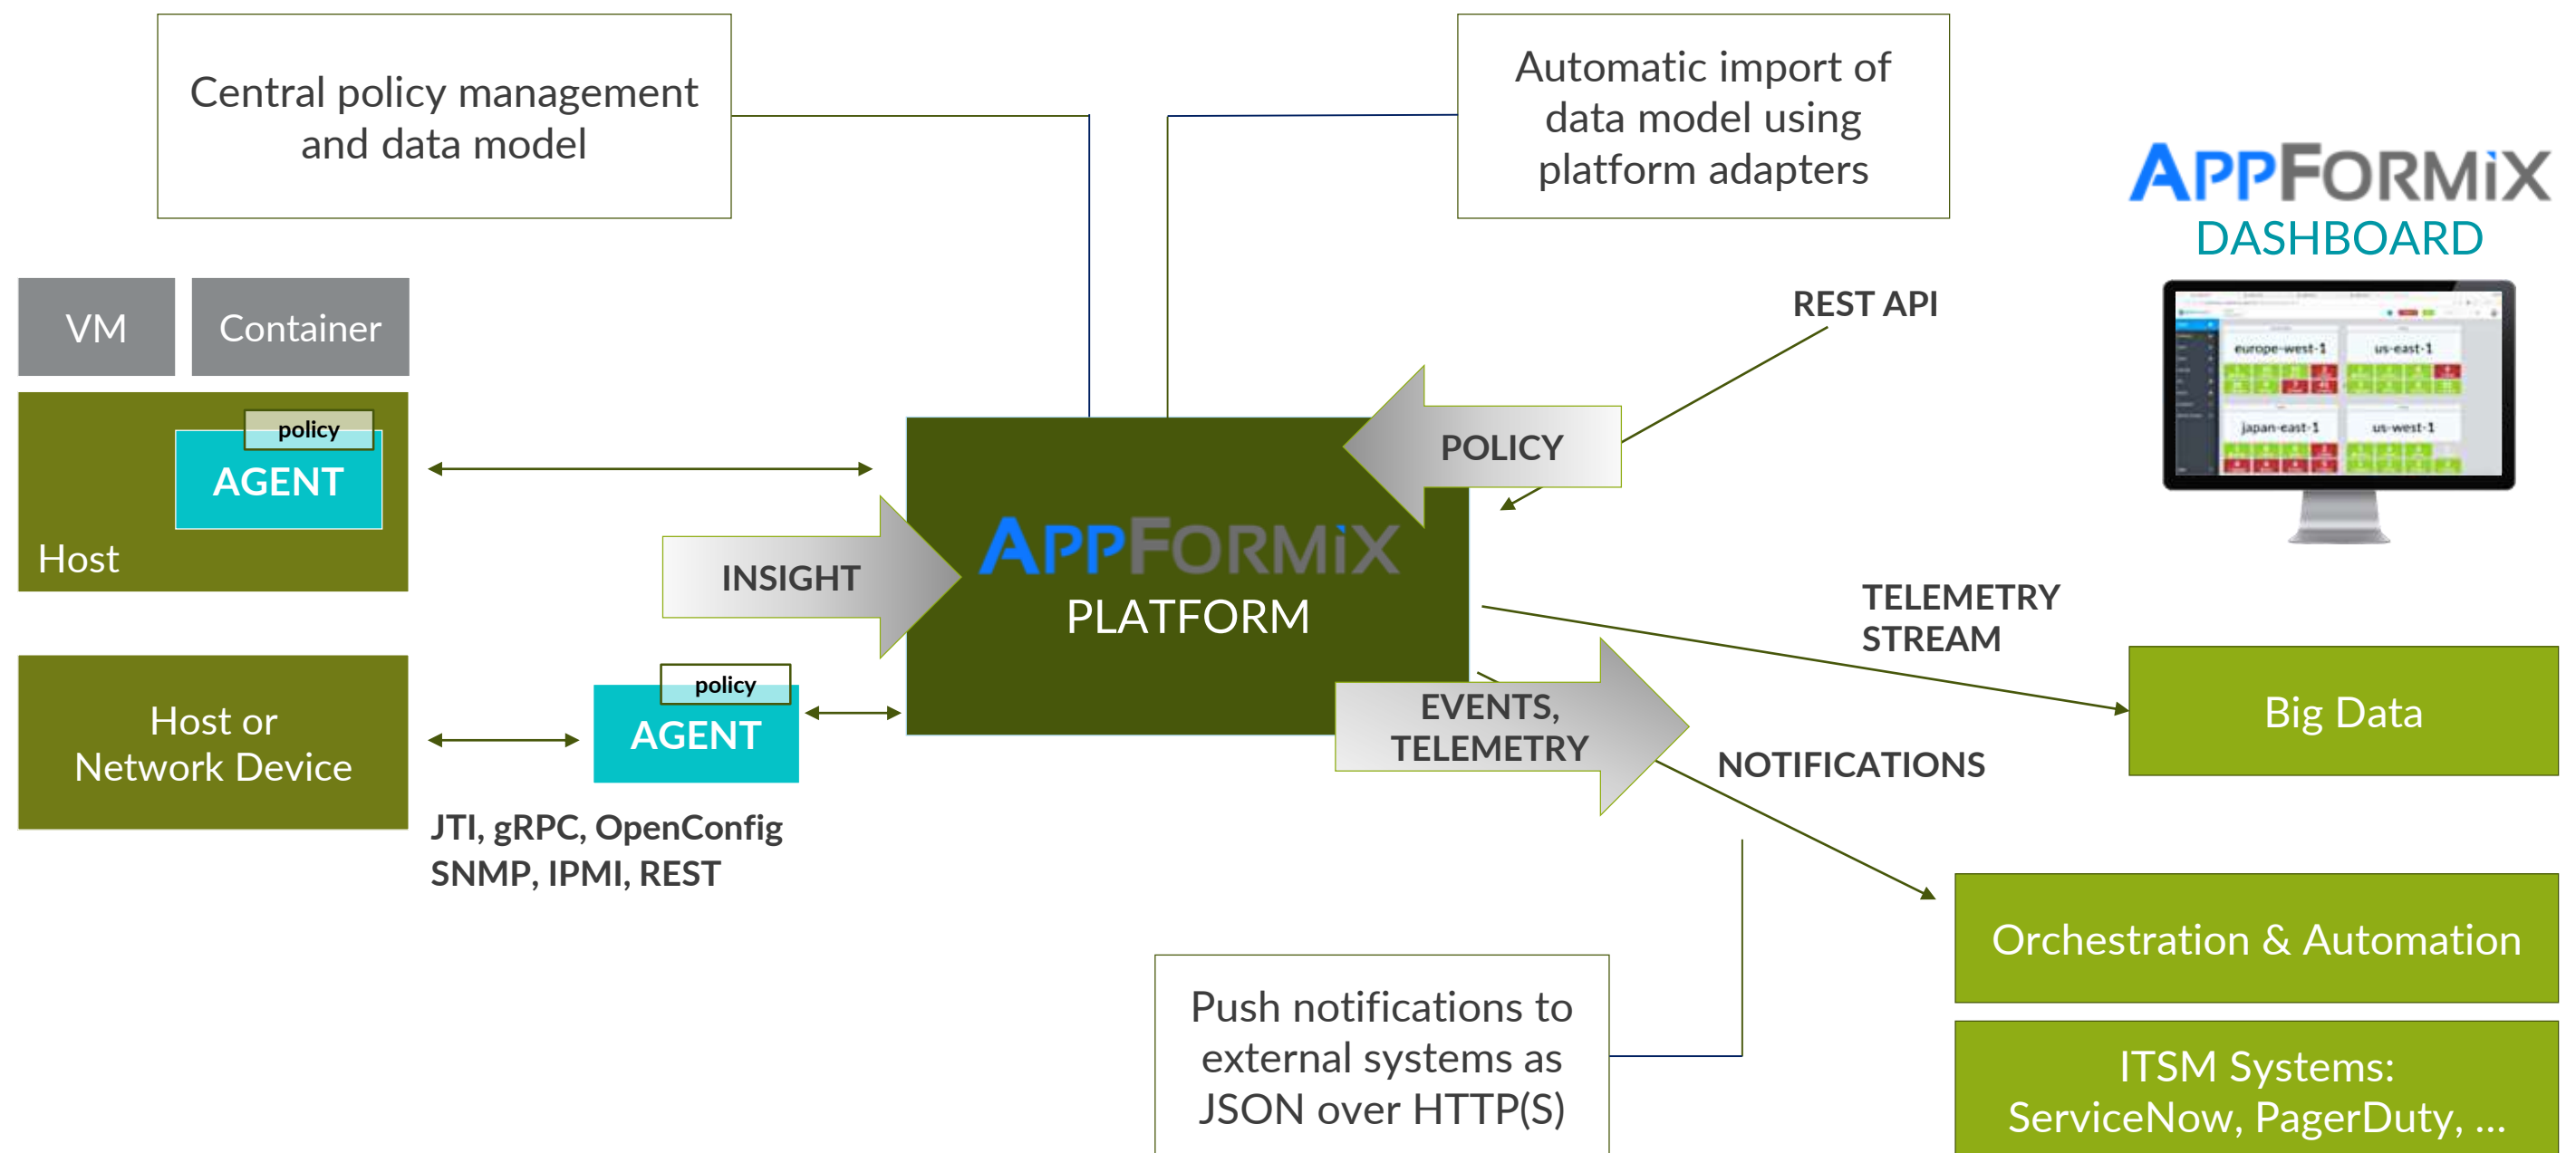 Central policy management
and data model
Automatic import of
data model using
platform adapters
APPFORMIX
DASHBOARD
europe-west-1
us-east-1
japan-east-1
us-west-1
VM
Container
policy
AGENT
Host
REST API
POLICY
INSIGHT
APPFORMIX
PLATFORM
Host or
Network Device
policy
AGENT
JTI, gRPC, OpenConfig
SNMP, IPMI, REST
EVENTS,
TELEMETRY
TELEMETRY
STREAM
NOTIFICATIONS
Big Data
Orchestration & Automation
ITSM Systems:
ServiceNow, PagerDuty, ...
Push notifications to
external systems as
JSON over HTTP(S)